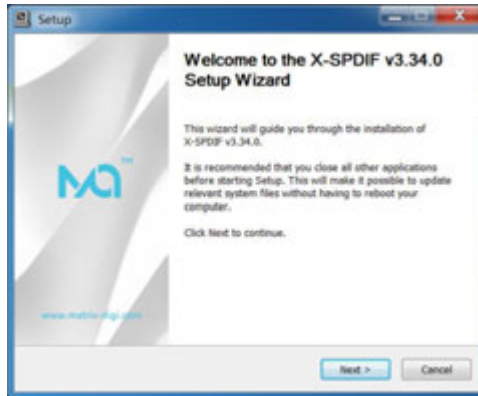 Setup
Welcome to the X-SPDIF v3.34.0
Setup Wizard
This wizard will guide you through the installation of
X-SPDIF v3.34.0.
It is recommended that you close all other applications
before starting Setup. This will make it possible to update
relevant system files without having to reboot your
computer.
Click Next to continue.
TM
www.matrix-digi.com
Next >
Cancel